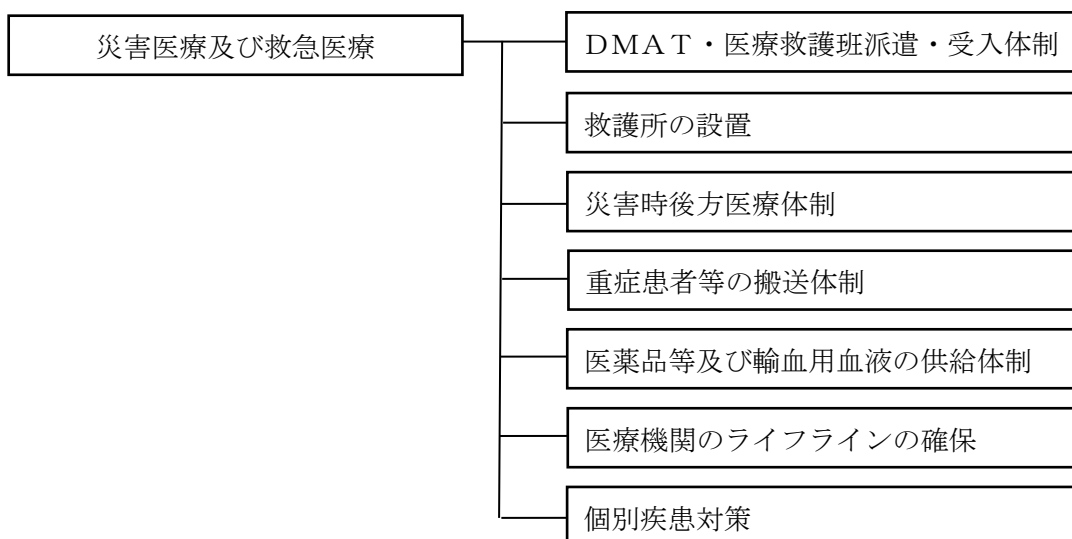 災害医療及び救急医療
ＤＭＡＴ・医療救護班派遣・受入体制
救護所の設置
災害時後方医療体制
重症患者等の搬送体制
医薬品等及び輸血用血液の供給体制
医療機関のライフラインの確保
個別疾患対策